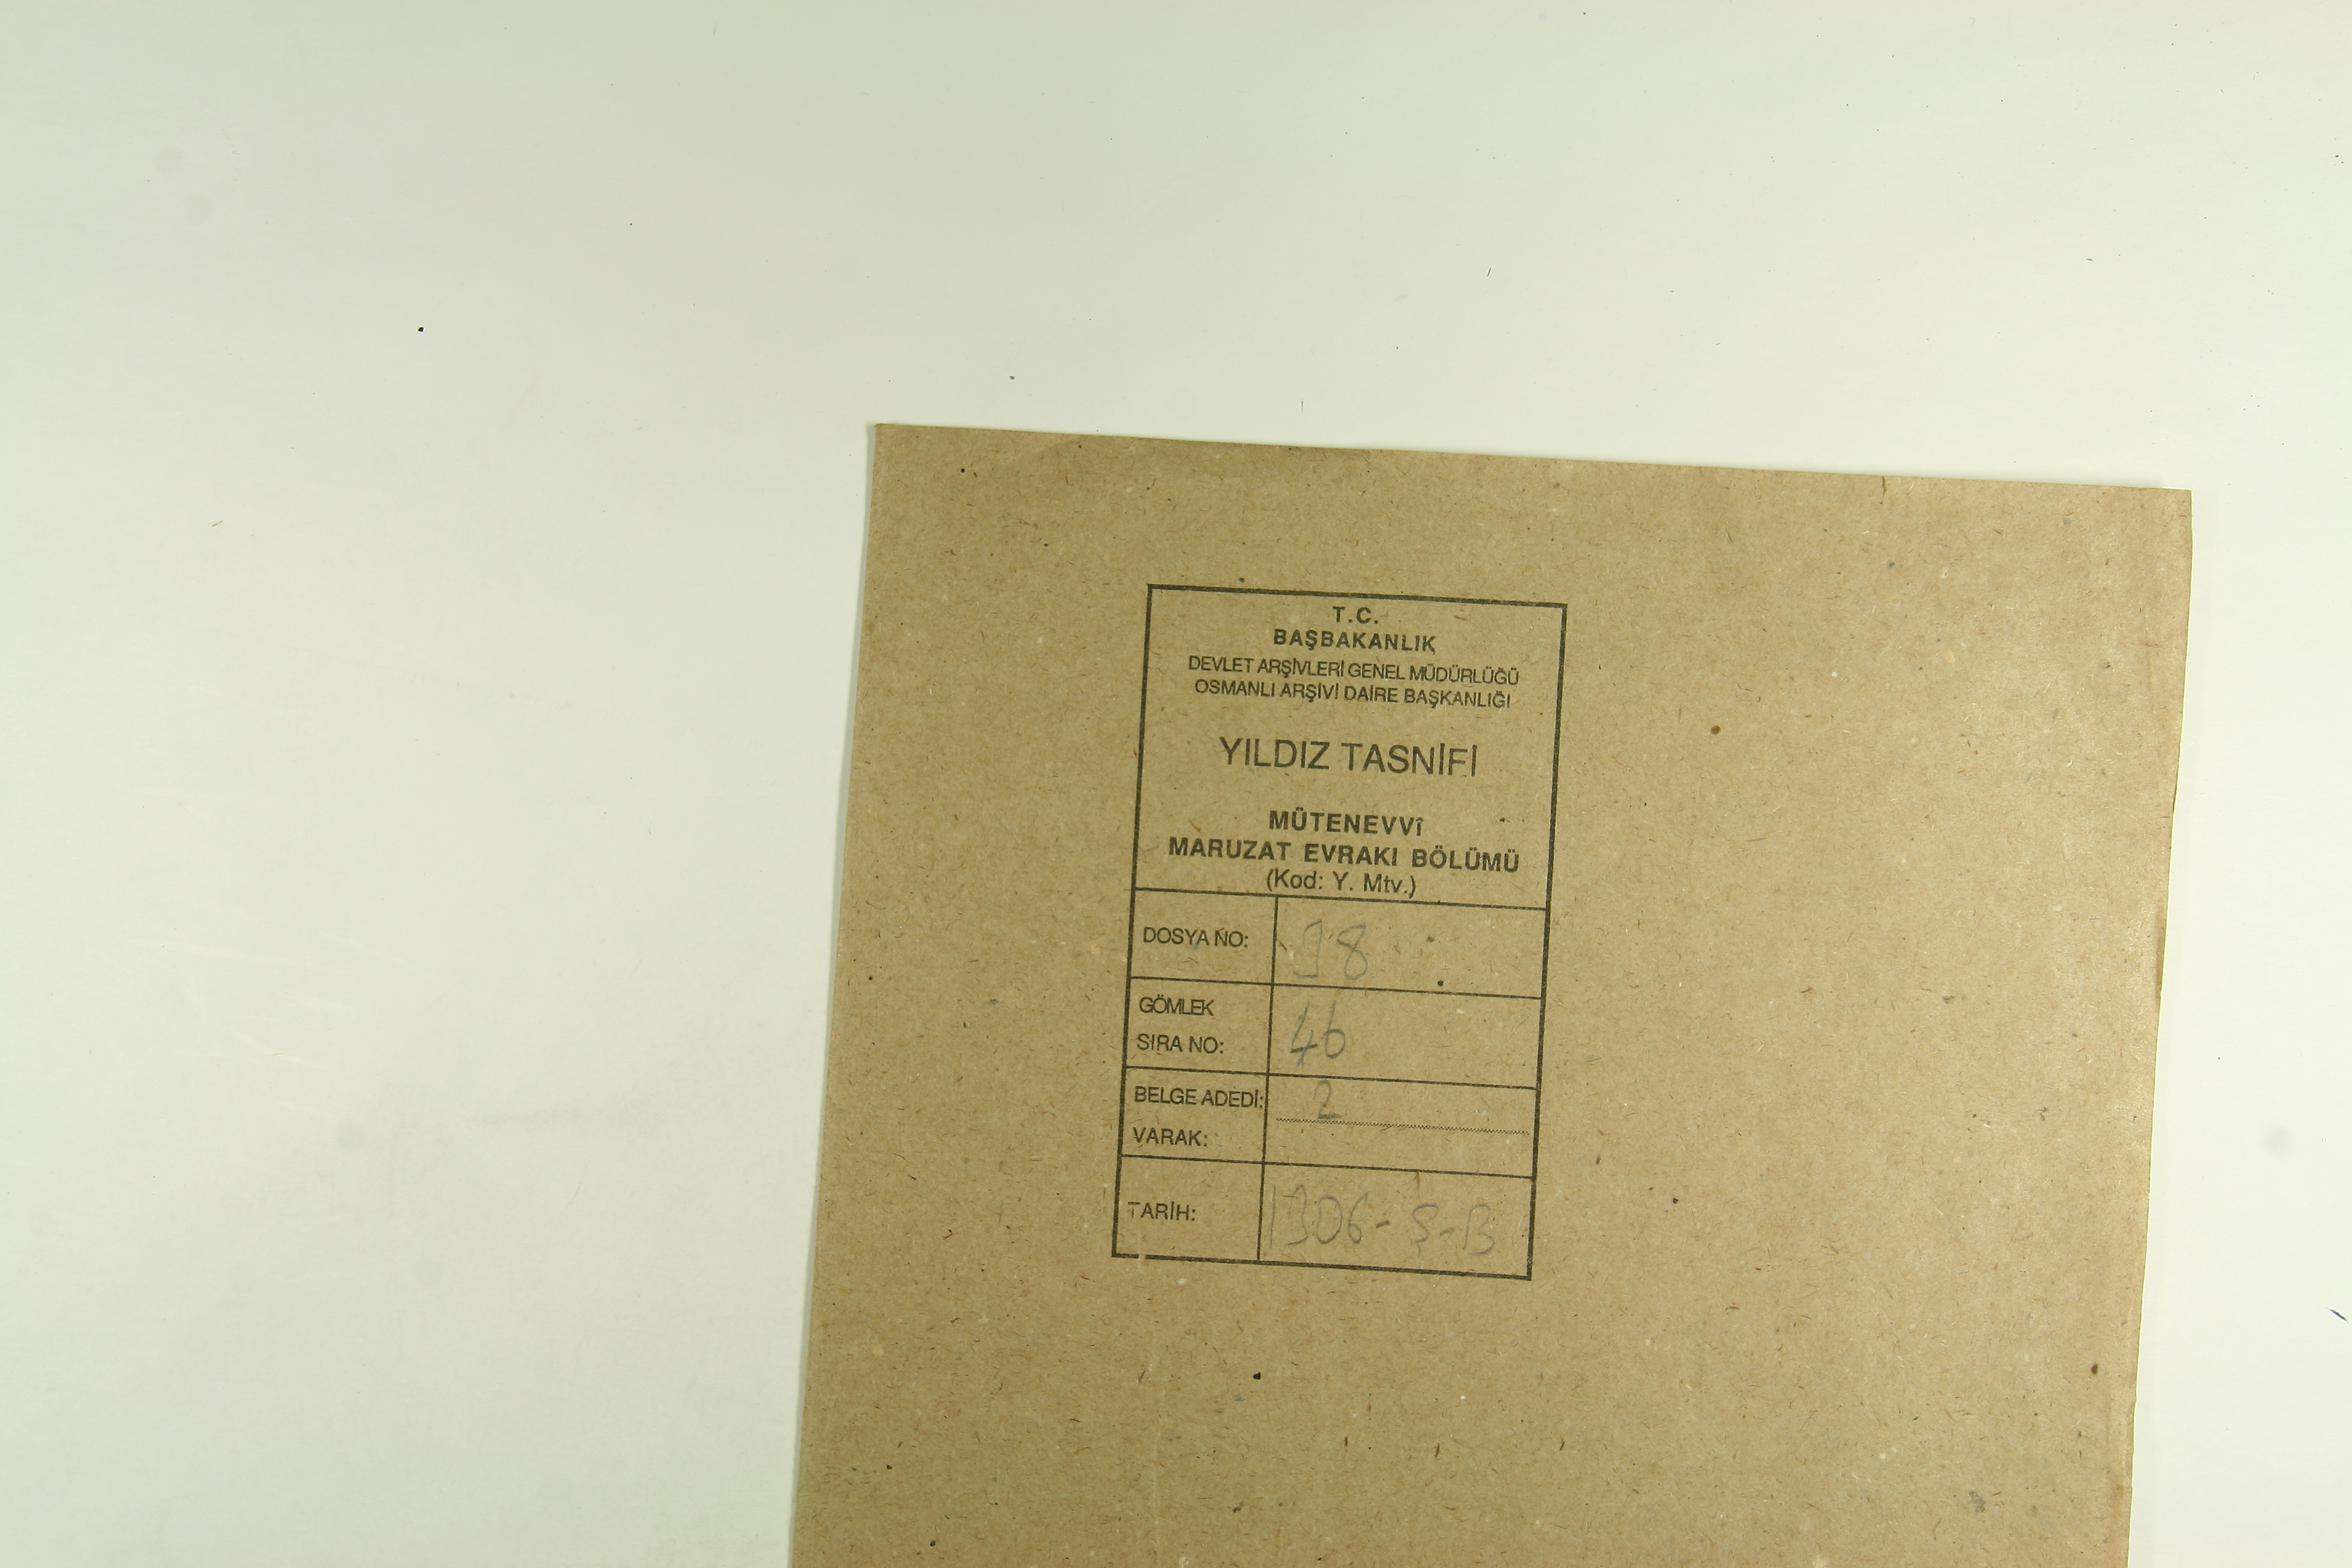 T.C.
BAŞBAKANLIK
DEVLET ARŞİVLERİ GENEL MÜDÜRLÜĞÜ
OSMANLI ARŞİVİ DAİRE BAŞKANLIĞI
YILDIZ TASNİFİ
MÜTENEVVÎ
MARUZAT EVRAKI BÖLÜMÜ
(Kod: Y. Mtv.)
DOSYA NO: 38
GÖMLEK
SIRA NO: 46
BELGE ADEDİ: 2
VARAK:
TARİH: 1306-Ş-B